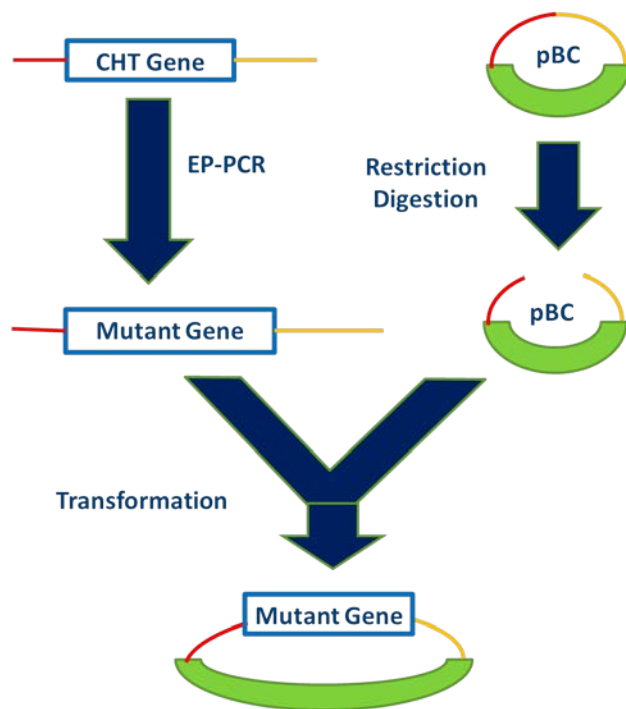 CHT Gene
pBC
EP-PCR
Restriction
Digestion
Mutant Gene
pBC
Transformation
Mutant Gene